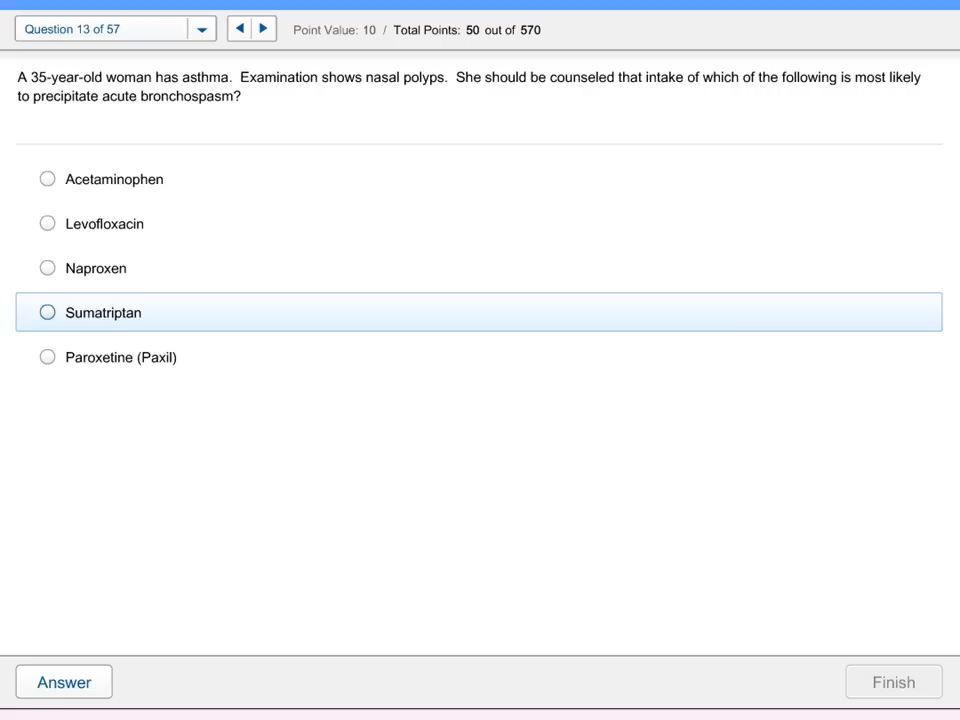 Question 13 of 57
Point Value: 10 / Total Points: 50 out of 570
A 35-year-old woman has asthma. Examination shows nasal polyps. She should be counseled that intake of which of the following is most likely
to precipitate acute bronchospasm?
Acetaminophen
Levofloxacin
Naproxen
Sumatriptan
Paroxetine (Paxil)
Answer
Finish